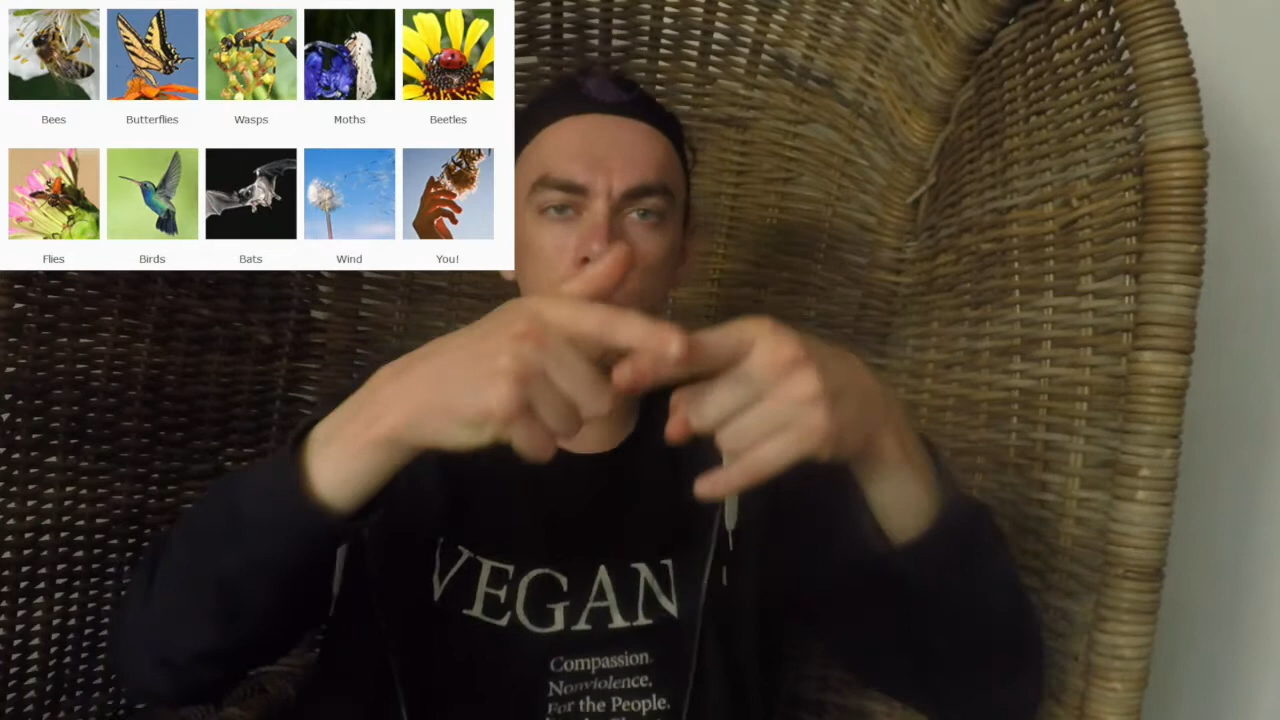 Bees Butterflies Wasps Moths Beetles
Flies Birds Bats Wind You!
VEGAN
Compassion.
Nonviolence.
For the People.